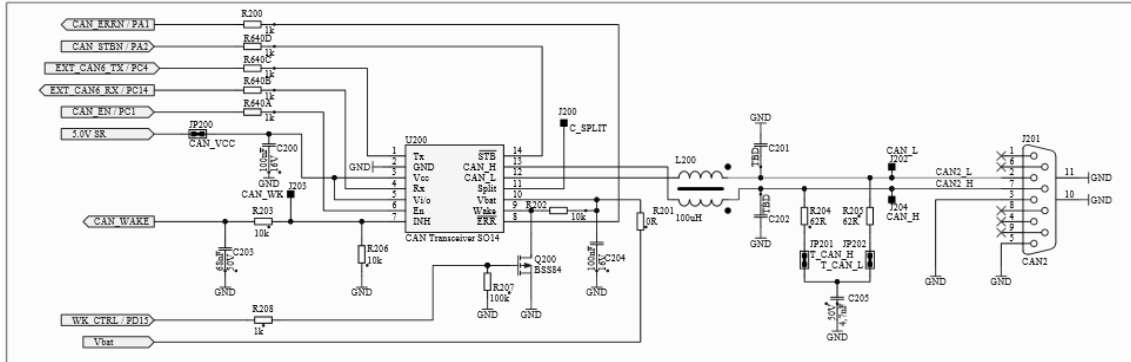 CAN_ERRN / PA1
R200
1k
CAN_STBN / PA2
R640D
1k
EXT_CAN6_TX / PC4
R640C
1k
EXT_CAN6_RX / PC14
R640B
1k
CAN_EN / PC1
R640A
1k
5.0V SR
JP200
CAN_VCC
C200
100nF
16V
GND
J203
CAN_WK
CAN_WAKE
R203
10k
C203
68nF
50V
GND
R206
10k
GND
U200
1 Tx
2 GND
3 Vcc
4 Rx
5 Vi/o
6 En
7 INH
STB 14
CAN_H 13
CAN_L 12
Split 11
Vbat 10
Wake 9
ERR 8
GND
CAN Transceiver SO14
J200
C_SPLIT
R202
10k
R201
0R
Q200
BSS84
GND
R207
100k
GND
C204
100nF
16V
GND
WK_CTRL / PD15
R208
1k
Vbat
L200
100uH
GND
C201
TBD
C202
TBD
GND
CAN_L
J202
J204
CAN_H
R204
62R
R205
62R
JP201
T_CAN_H
JP202
T_CAN_L
C205
50V
4,7nF
GND
CAN2_L
CAN2_H
J201
1
6
2
7
3
8
4
9
5
11
GND
10
GND
CAN2
GND
GND